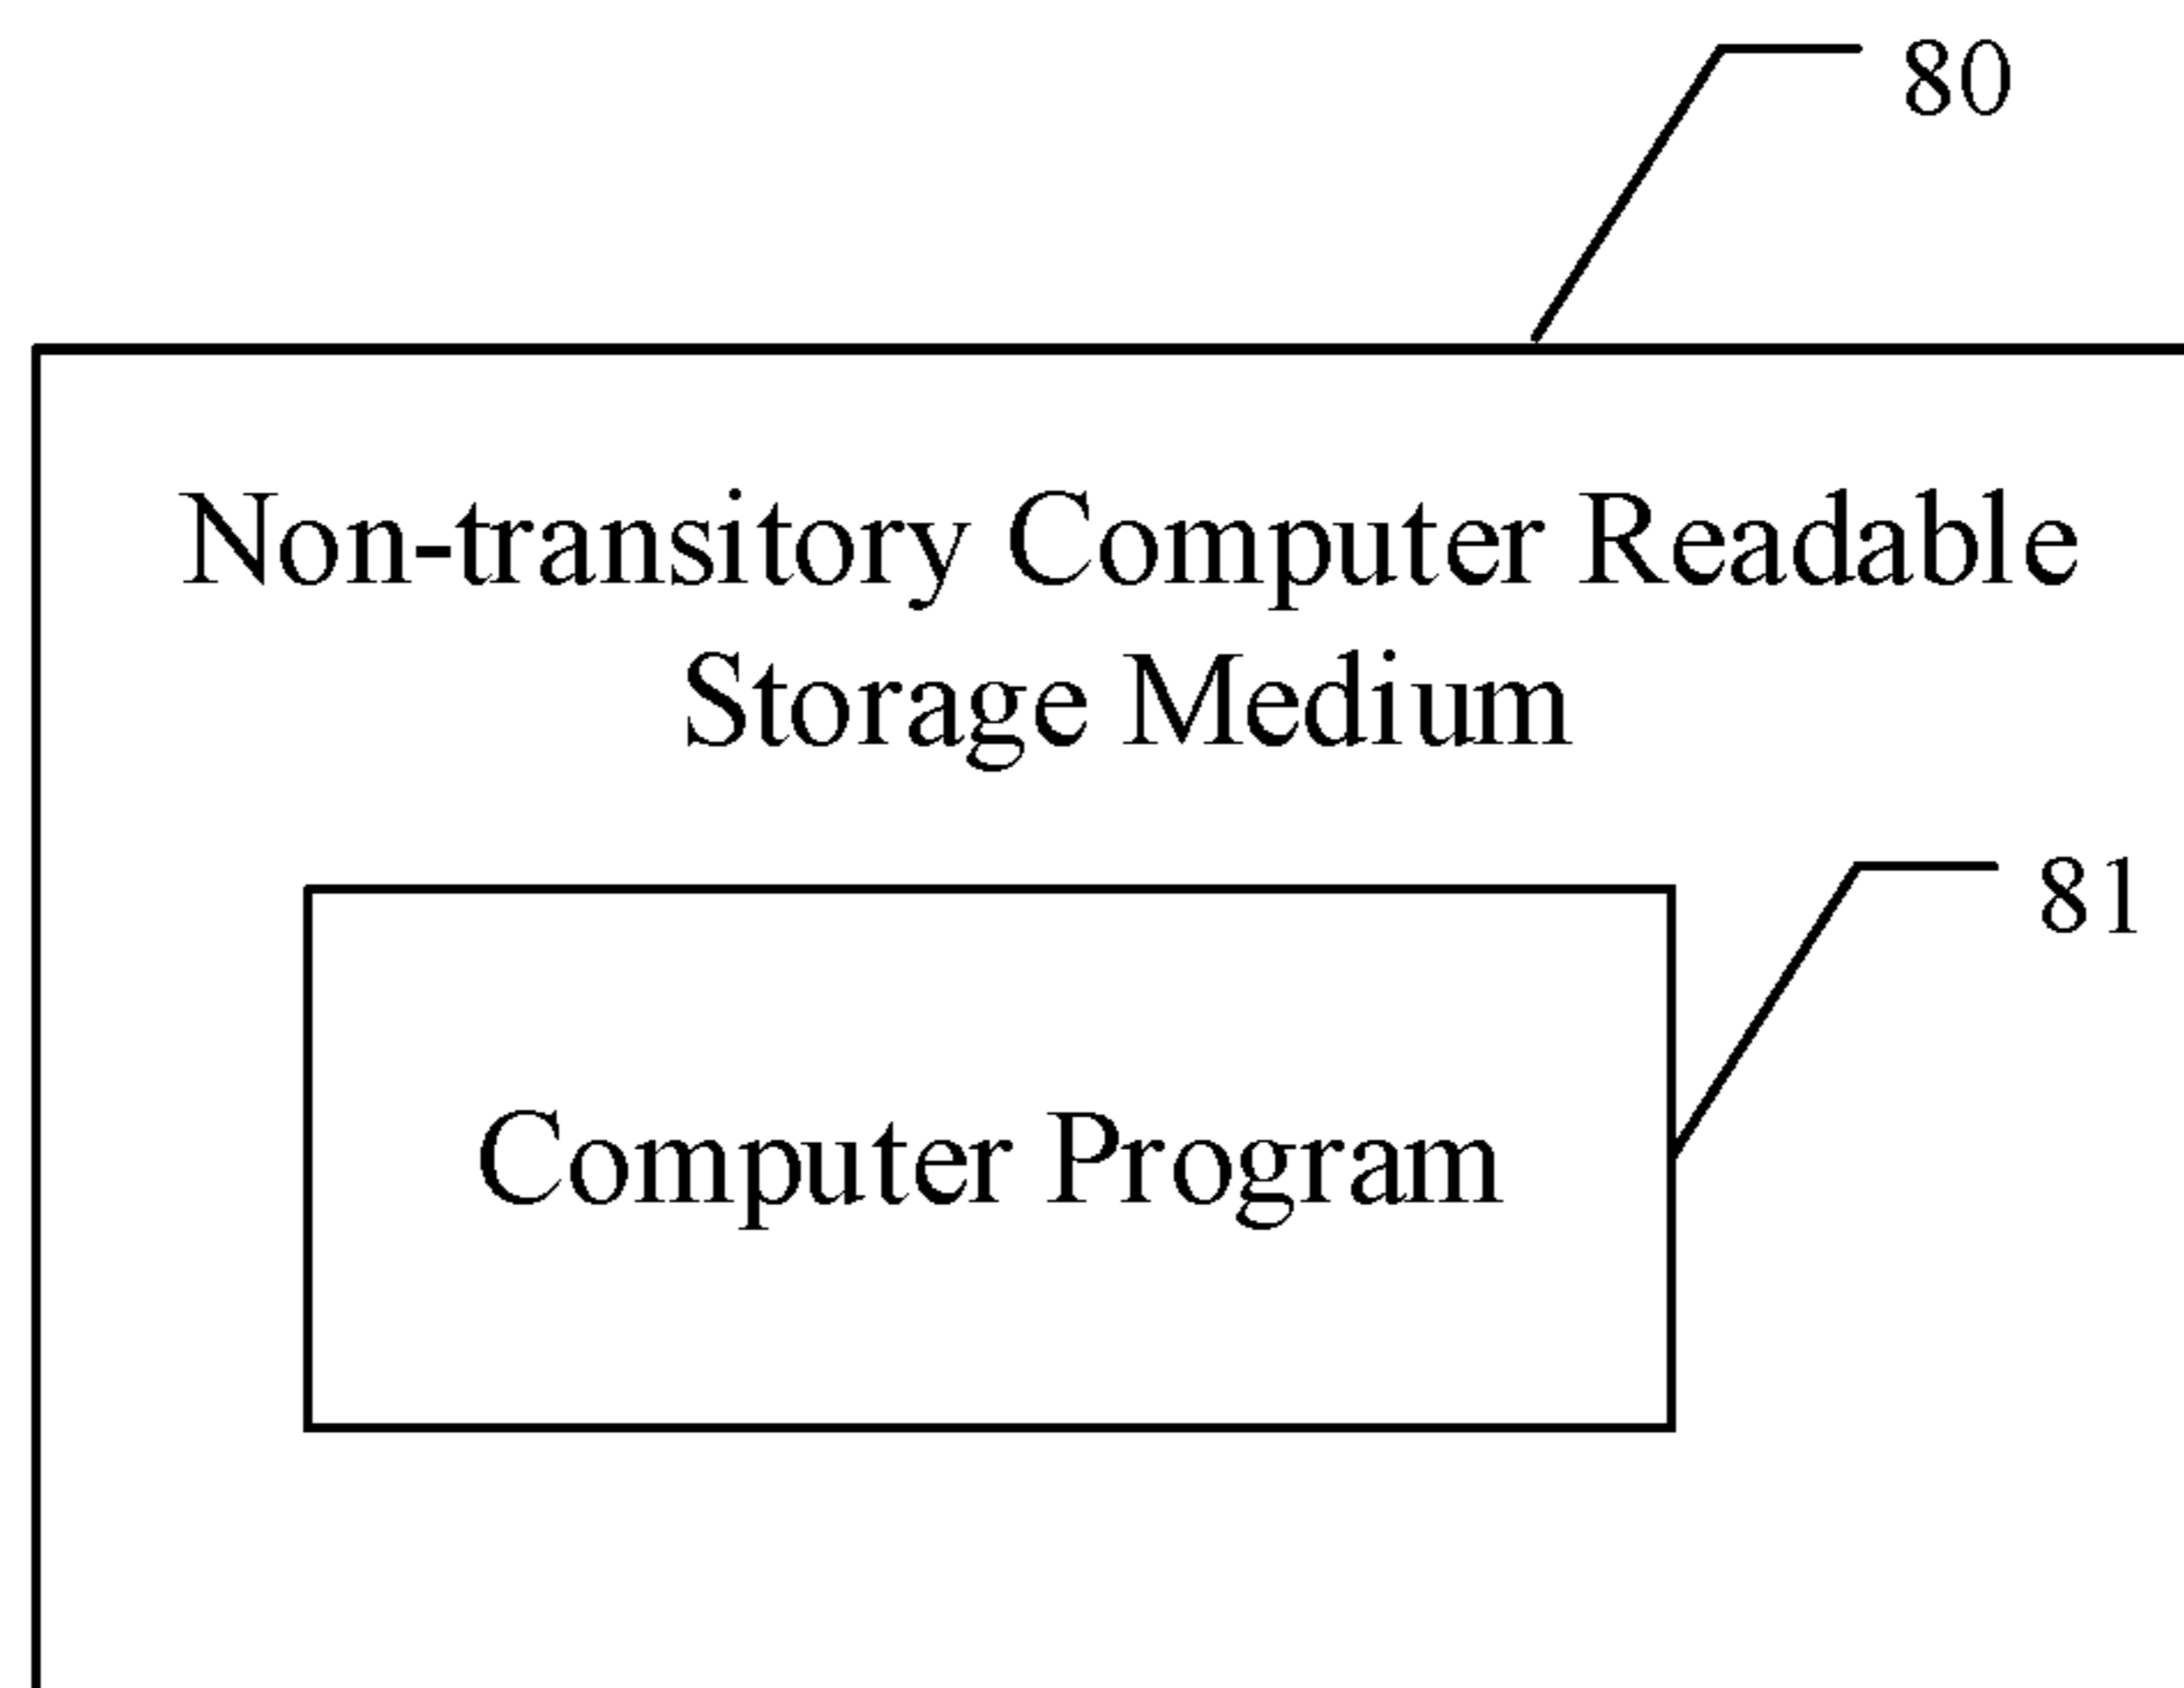 80
Non-transitory Computer Readable
Storage Medium
81
Computer Program